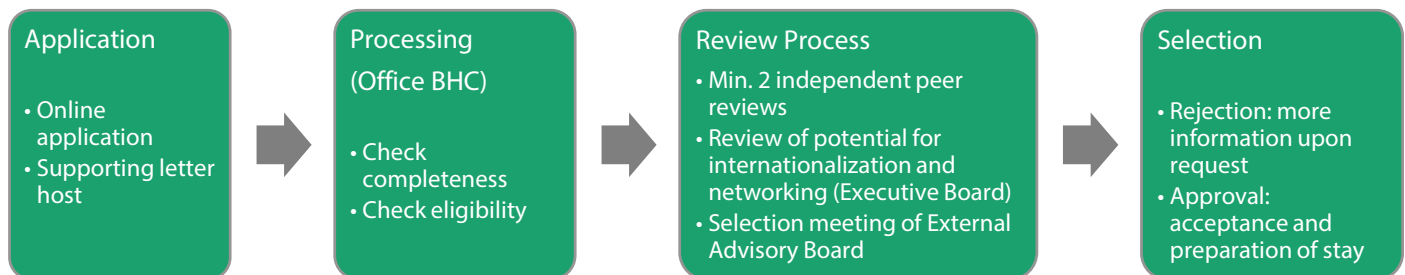 Application
• Online
application
• Supporting letter
host
Processing
(Office BHC)
• Check
completeness
• Check eligibility
Review Process
• Min. 2 independent peer
reviews
• Review of potential for
internationalization and
networking (Executive Board)
• Selection meeting of External
Advisory Board
Selection
• Rejection: more
information upon
request
• Approval:
acceptance and
preparation of stay